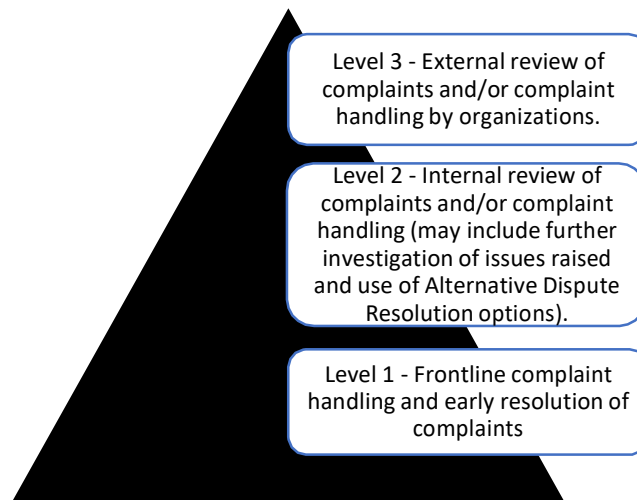 Level 3 - External review of
complaints and/or complaint
handling by organizations.
Level 2 - Internal review of
complaints and/or complaint
handling (may include further
investigation of issues raised
and use of Alternative Dispute
Resolution options).
Level 1 - Frontline complaint
handling and early resolution of
complaints